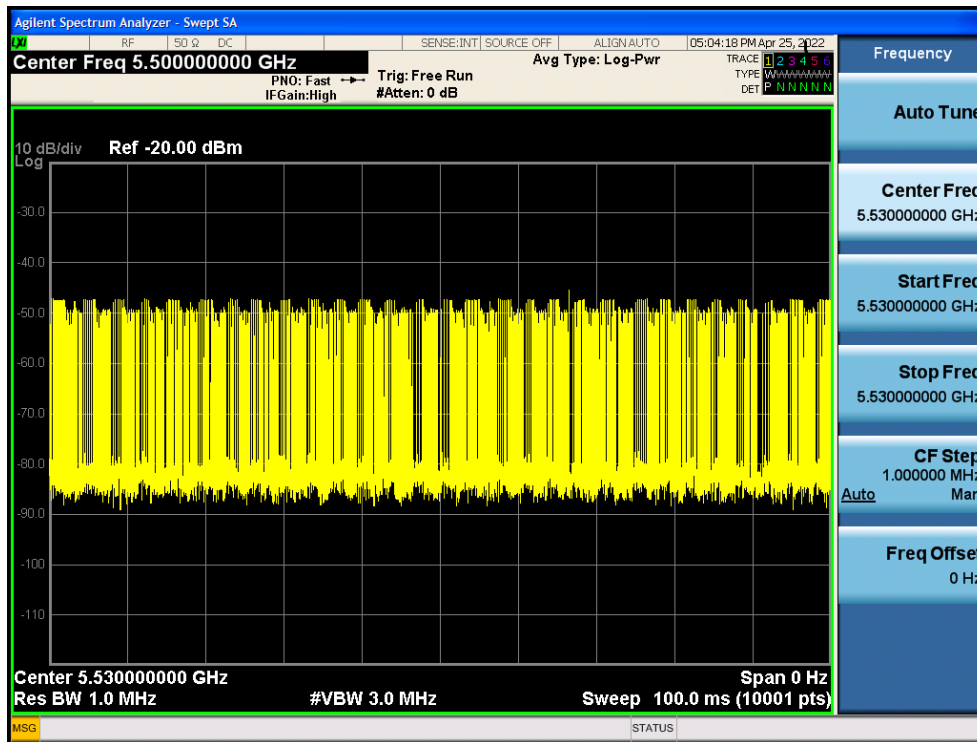 Agilent Spectrum Analyzer - Swept SA
LXI RF 50 Ω DC SENSE:INT SOURCE OFF ALIGN AUTO 05:04:18 PM Apr 25, 2022
Center Freq 5.500000000 GHz
PNO: Fast
IFGain:High
Trig: Free Run
#Atten: 0 dB
Avg Type: Log-Pwr
TRACE 1 2 3 4 5 6
TYPE W
DET P N N N N N
10 dB/div
Log
Ref -20.00 dBm
-30.0
-40.0
-50.0
-60.0
-70.0
-80.0
-90.0
-100
-110
Center 5.530000000 GHz
Span 0 Hz
Res BW 1.0 MHz
#VBW 3.0 MHz
Sweep 100.0 ms (10001 pts)
MSG
STATUS
Frequency
Auto Tune
Center Freq
5.530000000 GHz
Start Freq
5.530000000 GHz
Stop Freq
5.530000000 GHz
CF Step
1.000000 MHz
Auto Man
Freq Offset
0 Hz